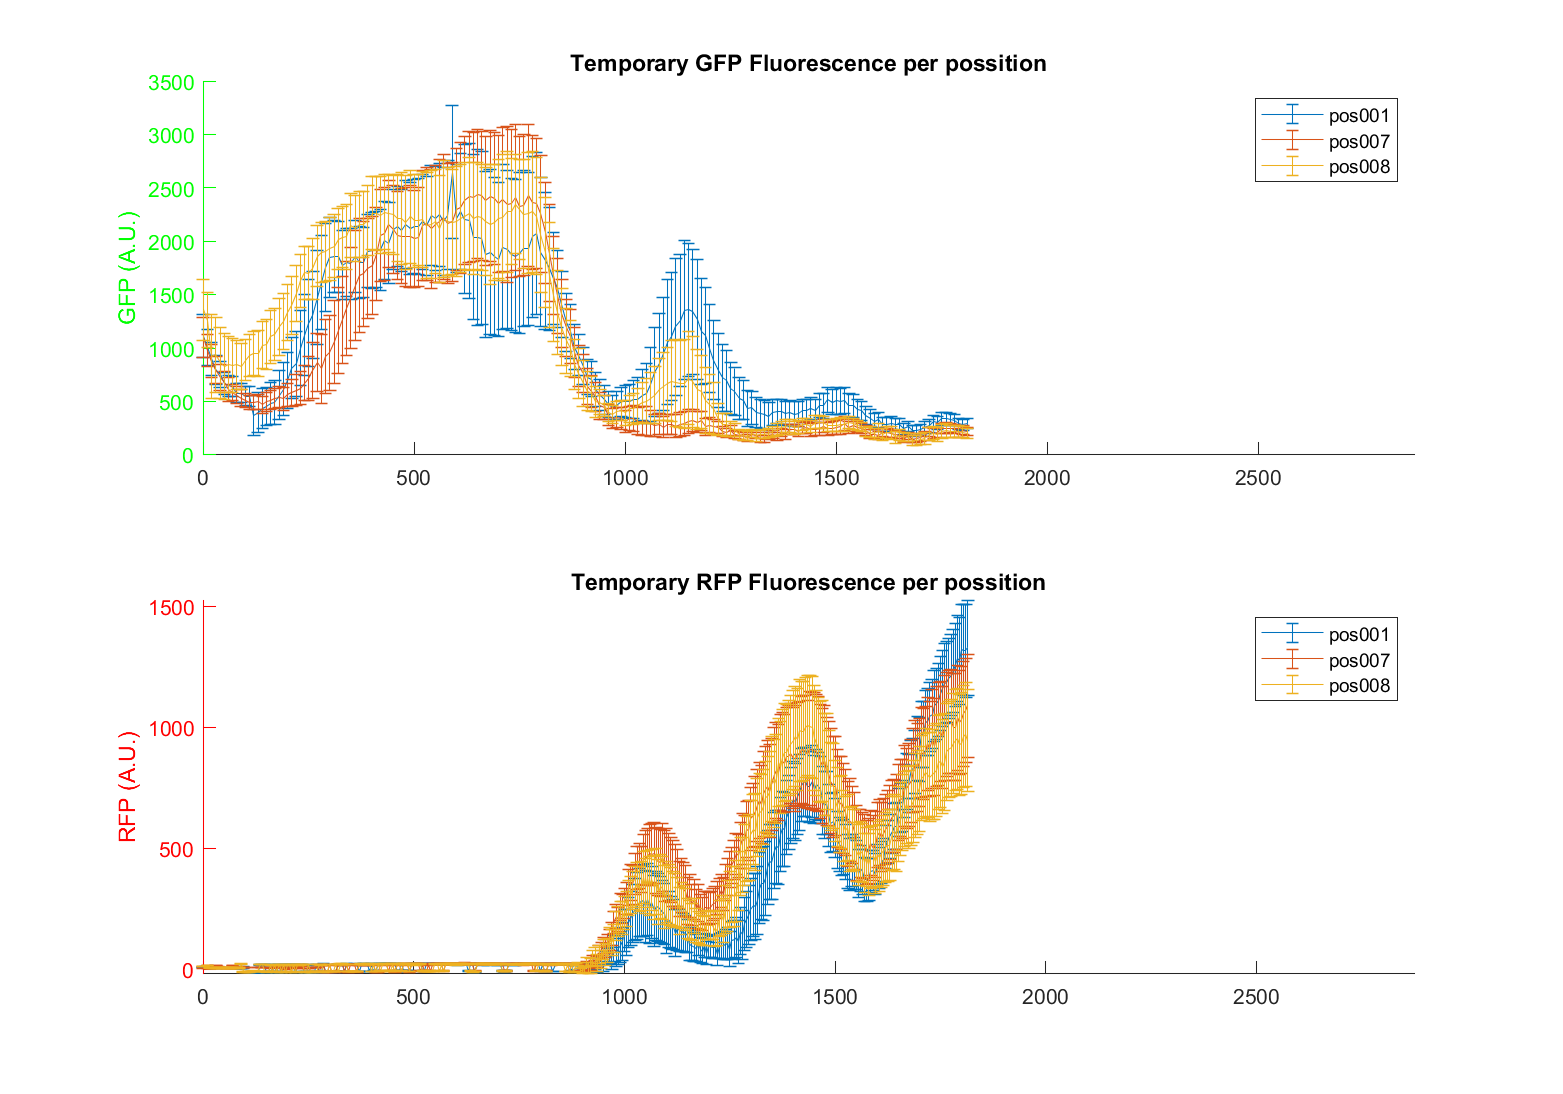 Temporary GFP Fluorescence per possition
GFP (A.U.)
3500
3000
2500
2000
1500
1000
500
0
0 500 1000 1500 2000 2500
pos001
pos007
pos008
Temporary RFP Fluorescence per possition
RFP (A.U.)
1500
1000
500
0
0 500 1000 1500 2000 2500
pos001
pos007
pos008